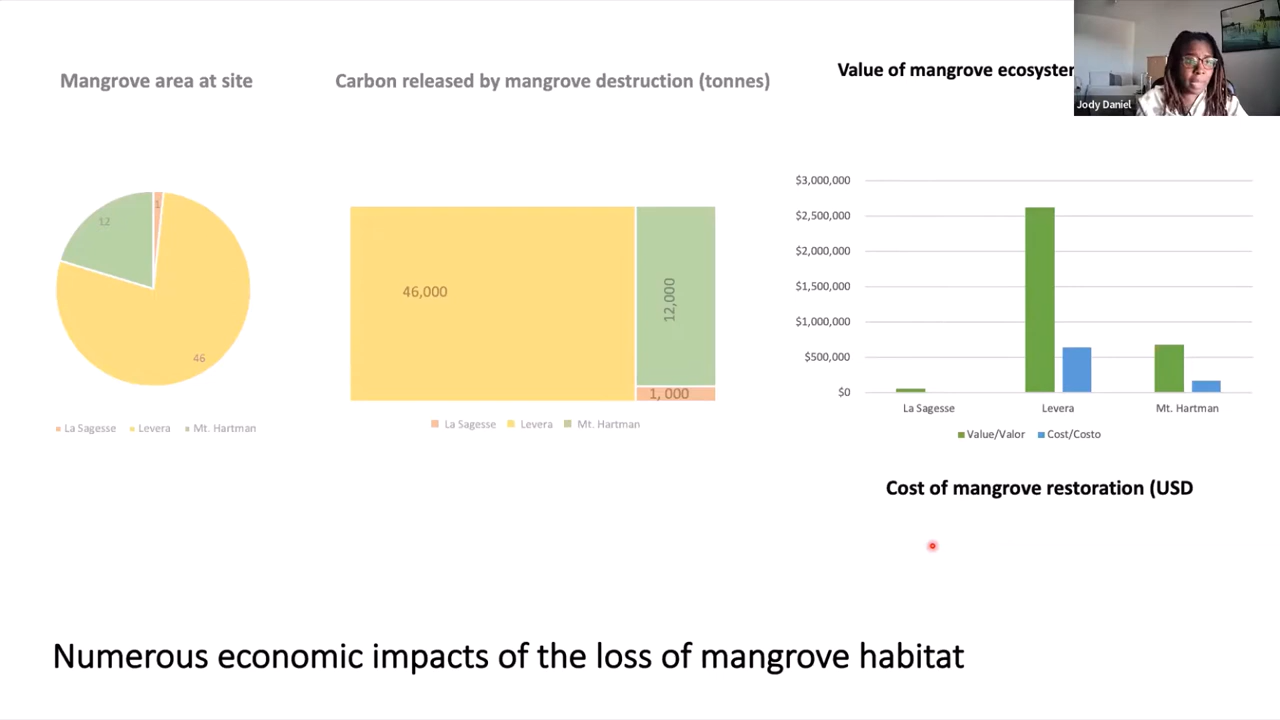 Mangrove area at site
12
1
46
La Sagesse Levera Mt. Hartman
Carbon released by mangrove destruction (tonnes)
46,000
12,000
1, 000
La Sagesse Levera Mt. Hartman
Value of mangrove
$3,000,000
$2,500,000
$2,000,000
$1,500,000
$1,000,000
$500,000
$0
La Sagesse Levera Mt. Hartman
Value/Valor Cost/Costo
Cost of mangrove restoration (USD
Jody Daniel
Numerous economic impacts of the loss of mangrove habitat